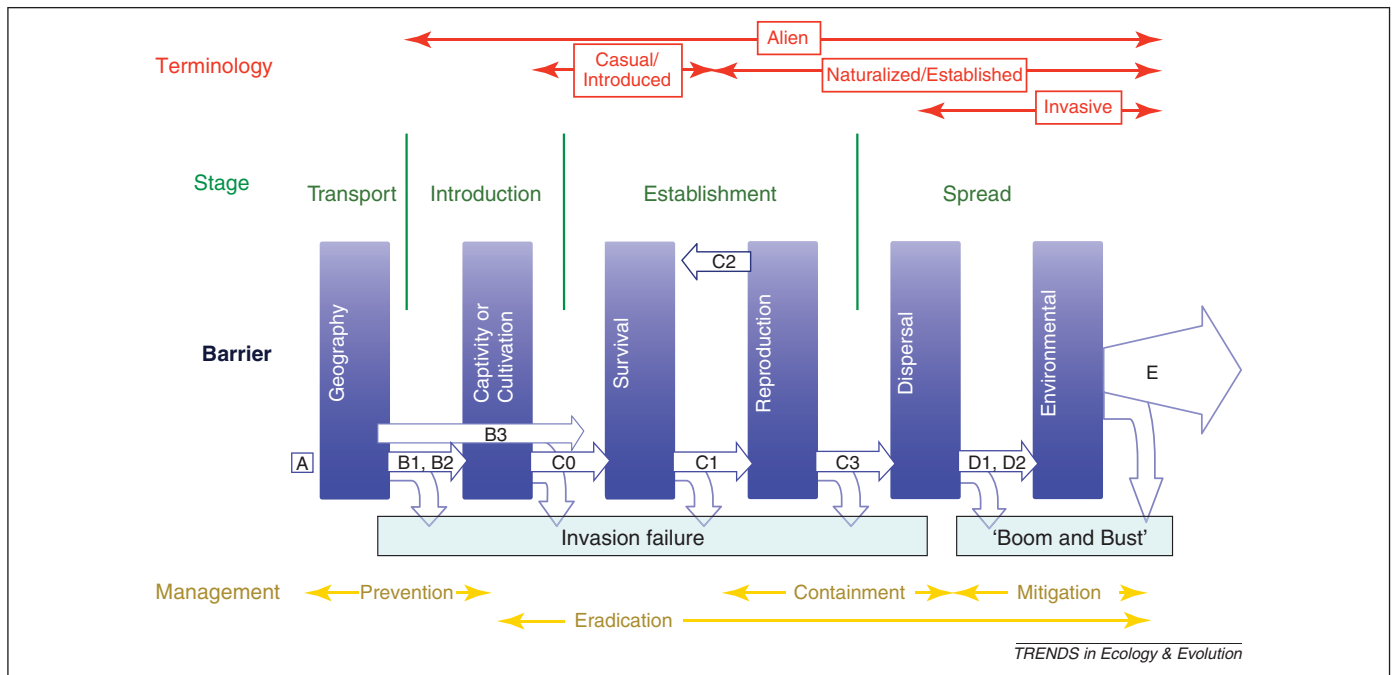 Terminology
Alien
Casual/
Introduced
Naturalized/Established
Invasive
Stage
Transport
Introduction
Establishment
Spread
Barrier
Geography
Captivity or
Cultivation
Survival
Reproduction
Dispersal
Environmental
C2
E
B3
A
B1, B2
C0
C1
C3
D1, D2
Invasion failure
'Boom and Bust'
Management
Prevention
Containment
Mitigation
Eradication
TRENDS in Ecology & Evolution